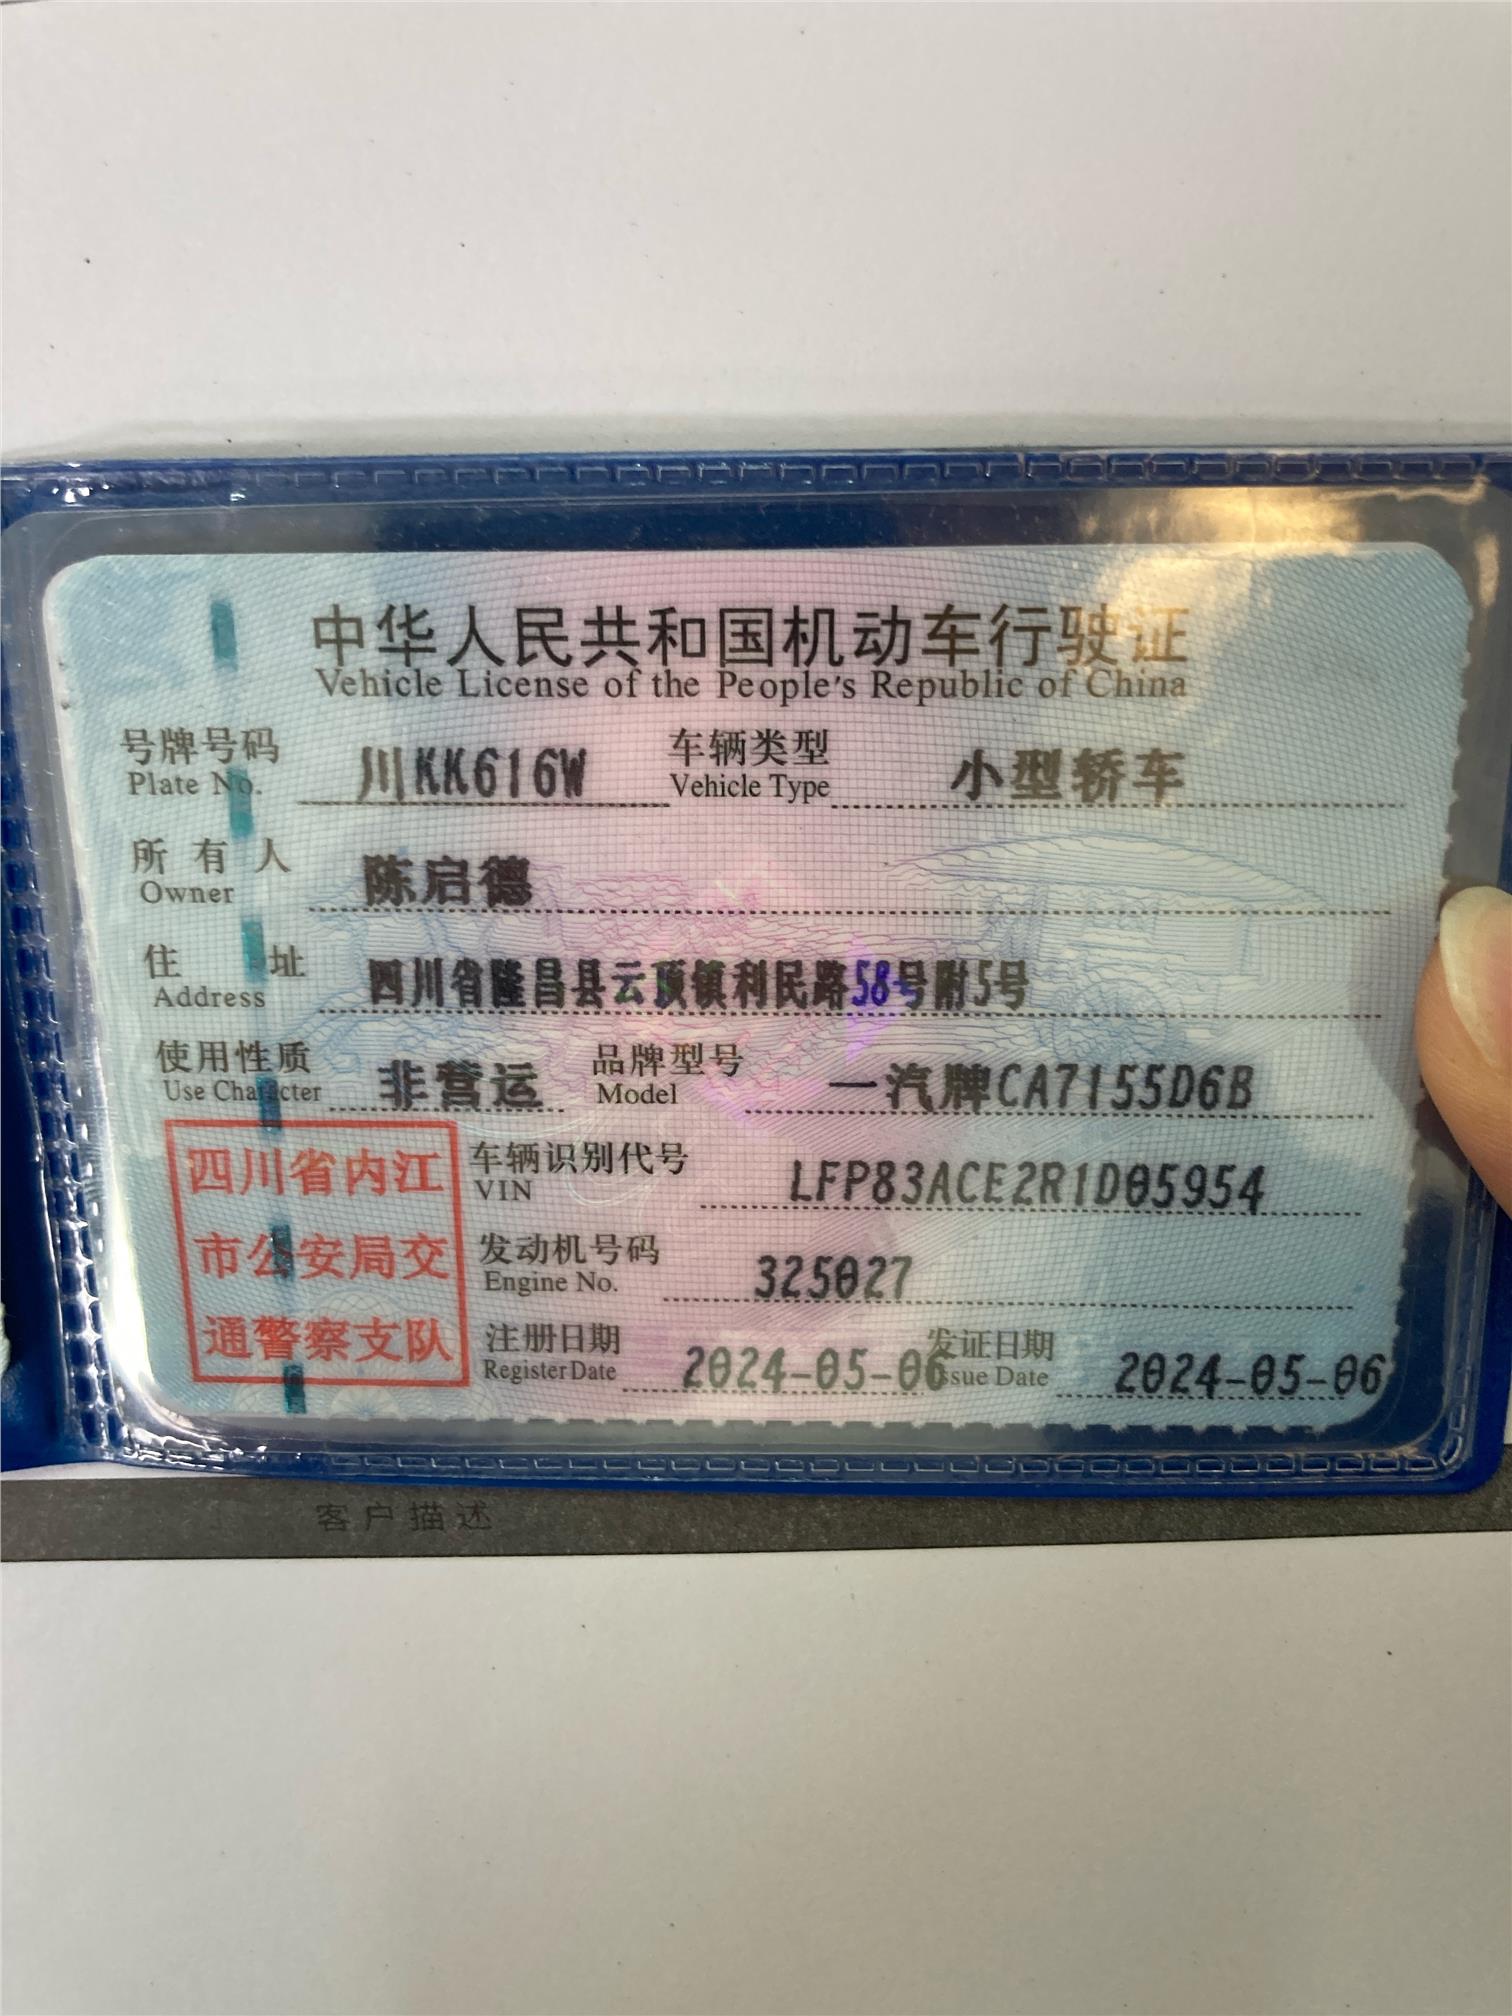 中华人民共和国机动车行驶证
Vehicle License of the People's Republic of China
号牌号码 川KK616W 车辆类型 小型轿车
Plate No. Vehicle Type
所有人 陈启德
Owner
住址 四川省隆昌县云顶镇利民路58号附5号
Address
使用性质 非营运 品牌型号 一汽牌CA7155D6B
Use Character Model
四川省内江
市公安局交
通警察支队
车辆识别代号 LFP83ACE2R1D05954
VIN
发动机号码 325027
Engine No.
注册日期 2024-05-06 发证日期 2024-05-06
Register Date Issue Date
客户描述